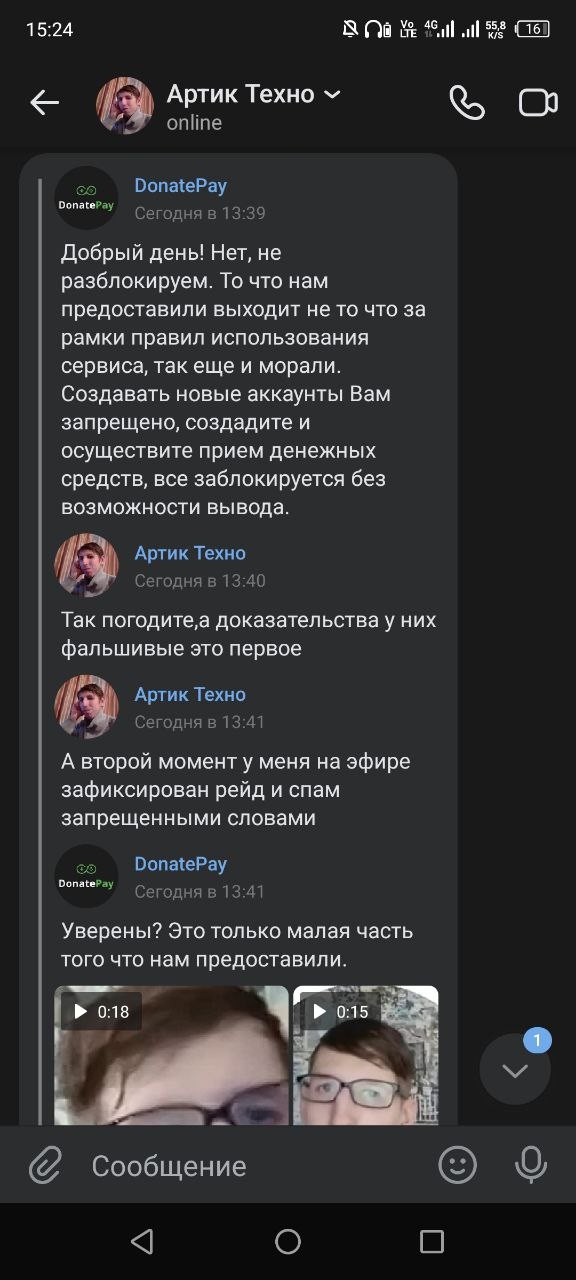 15:24
Vo LTE 4G 55,8 K/S 16
Артик Техно
online
DonatePay
DonatePay
Сегодня в 13:39
Добрый день! Нет, не
разблокируем. То что нам
предоставили выходит не то что за
рамки правил использования
сервиса, так еще и морали.
Создавать новые аккаунты Вам
запрещено, создадите и
осуществите прием денежных
средств, все заблокируется без
возможности вывода.
Артик Техно
Сегодня в 13:40
Так погодите,а доказательства у них
фальшивые это первое
Артик Техно
Сегодня в 13:41
А второй момент у меня на эфире
зафиксирован рейд и спам
запрещенными словами
DonatePay
DonatePay
Сегодня в 13:41
Уверены? Это только малая часть
того что нам предоставили.
0:18
0:15
1
Сообщение